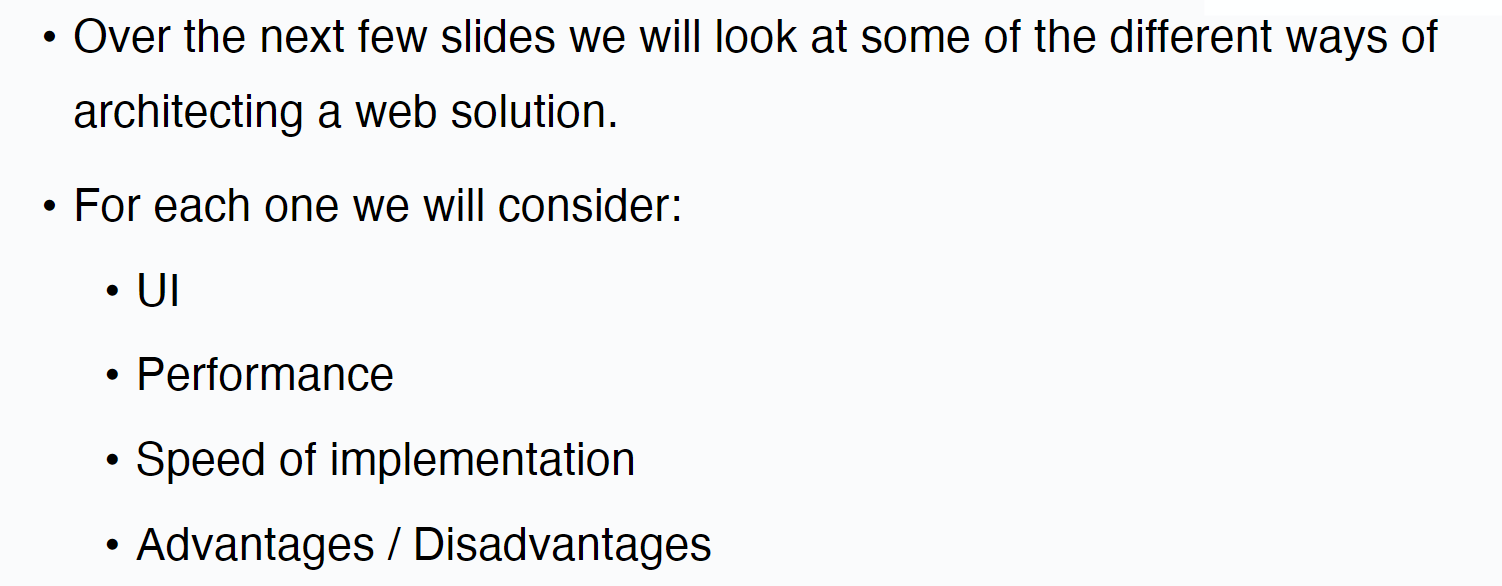 • Over the next few slides we will look at some of the different ways of
architecting a web solution.
• For each one we will consider:
• UI
• Performance
• Speed of implementation
• Advantages / Disadvantages